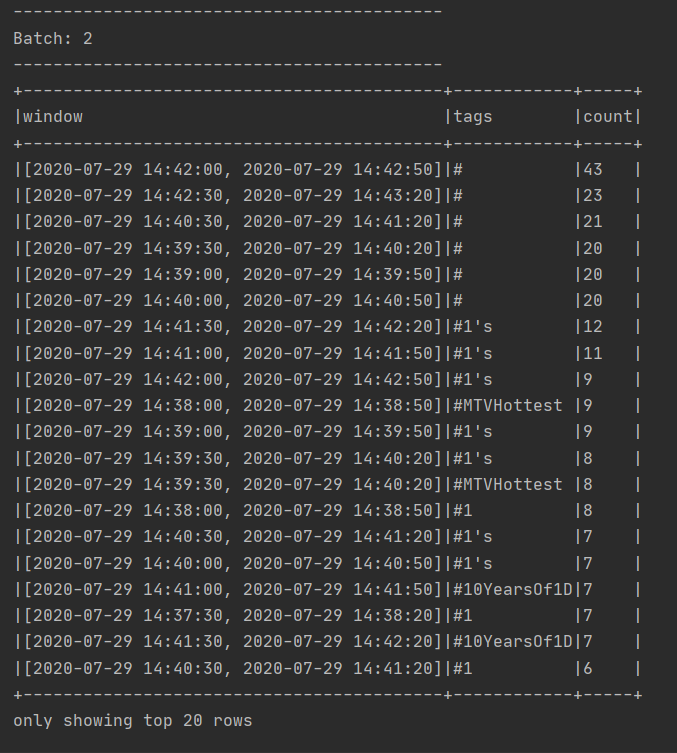 -------------------------------------------
Batch: 2
-------------------------------------------
+------------------------------------------+------------+-----+
|window                                    |tags        |count|
+------------------------------------------+------------+-----+
|[2020-07-29 14:42:00, 2020-07-29 14:42:50]|#           |43   |
|[2020-07-29 14:42:30, 2020-07-29 14:43:20]|#           |23   |
|[2020-07-29 14:40:30, 2020-07-29 14:41:20]|#           |21   |
|[2020-07-29 14:39:30, 2020-07-29 14:40:20]|#           |20   |
|[2020-07-29 14:39:00, 2020-07-29 14:39:50]|#           |20   |
|[2020-07-29 14:40:00, 2020-07-29 14:40:50]|#           |20   |
|[2020-07-29 14:41:30, 2020-07-29 14:42:20]|#1's        |12   |
|[2020-07-29 14:41:00, 2020-07-29 14:41:50]|#1's        |11   |
|[2020-07-29 14:42:00, 2020-07-29 14:42:50]|#1's        |9    |
|[2020-07-29 14:38:00, 2020-07-29 14:38:50]|#MTVHottest |9    |
|[2020-07-29 14:39:00, 2020-07-29 14:39:50]|#1's        |9    |
|[2020-07-29 14:39:30, 2020-07-29 14:40:20]|#1's        |8    |
|[2020-07-29 14:39:30, 2020-07-29 14:40:20]|#MTVHottest |8    |
|[2020-07-29 14:38:00, 2020-07-29 14:38:50]|#1          |8    |
|[2020-07-29 14:40:30, 2020-07-29 14:41:20]|#1's        |7    |
|[2020-07-29 14:40:00, 2020-07-29 14:40:50]|#1's        |7    |
|[2020-07-29 14:41:00, 2020-07-29 14:41:50]|#10YearsOf1D|7    |
|[2020-07-29 14:37:30, 2020-07-29 14:38:20]|#1          |7    |
|[2020-07-29 14:41:30, 2020-07-29 14:42:20]|#10YearsOf1D|7    |
|[2020-07-29 14:40:30, 2020-07-29 14:41:20]|#1          |6    |
+------------------------------------------+------------+-----+
only showing top 20 rows